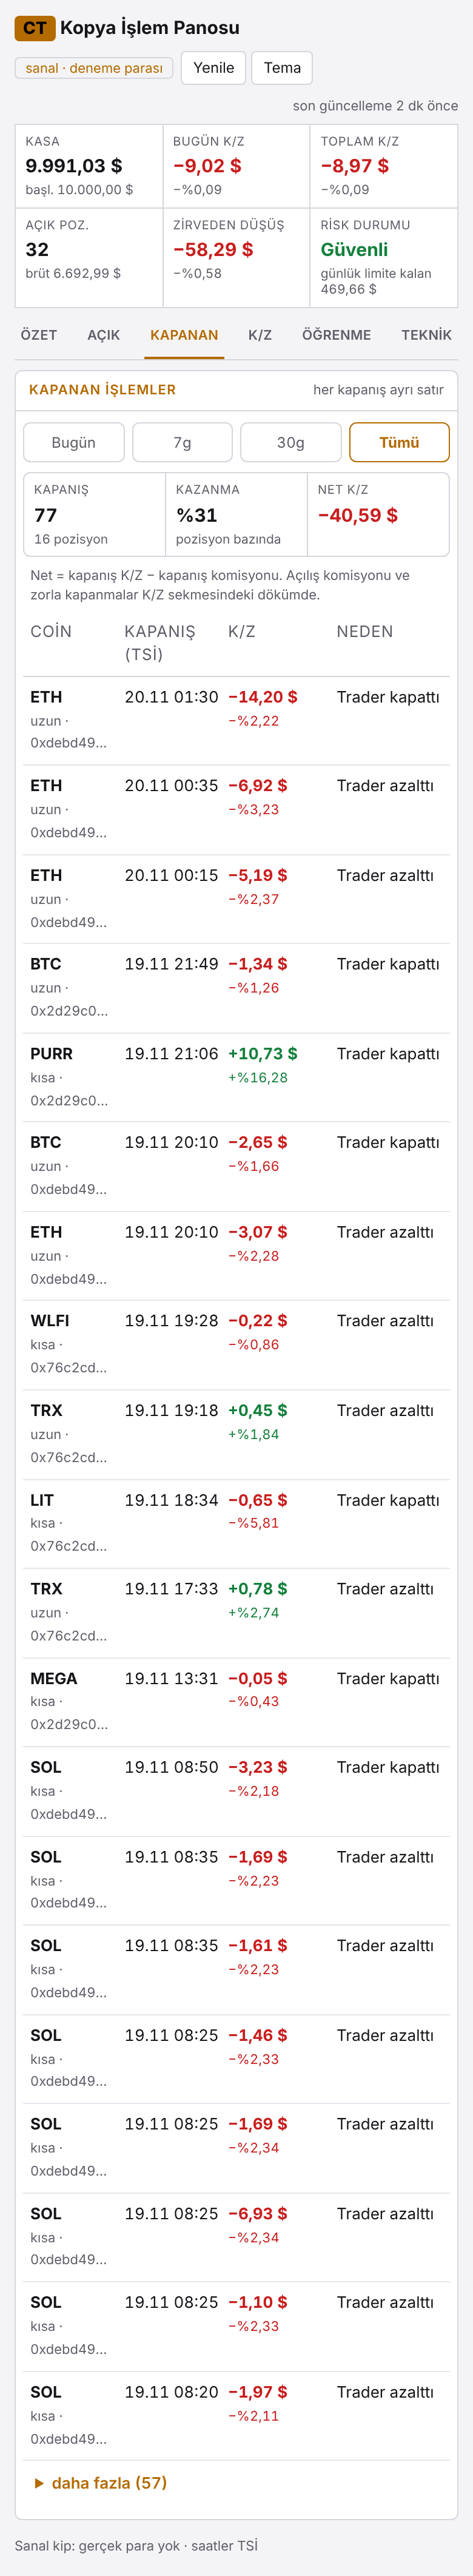 CT Kopya İşlem Panosu
sanal · deneme parası Yenile Tema
son güncelleme 2 dk önce
KASA BUGÜN K/Z TOPLAM K/Z
9.991,03 $ −9,02 $ −8,97 $
başl. 10.000,00 $ −%0,09 −%0,09
AÇIK POZ. ZİRVEDEN DÜŞÜŞ RİSK DURUMU
32 −58,29 $ Güvenli
brüt 6.692,99 $ −%0,58 günlük limite kalan
469,66 $
ÖZET AÇIK KAPANAN K/Z ÖĞRENME TEKNİK
KAPANAN İŞLEMLER her kapanış ayrı satır
Bugün 7g 30g Tümü
KAPANIŞ KAZANMA NET K/Z
77 %31 −40,59 $
16 pozisyon pozisyon bazında
Net = kapanış K/Z − kapanış komisyonu. Açılış komisyonu ve
zorla kapanmalar K/Z sekmesindeki dökümde.
COİN KAPANIŞ K/Z NEDEN
(TSİ)
ETH 20.11 01:30 −14,20 $ Trader kapattı
uzun · −%2,22
0xdebd49…
ETH 20.11 00:35 −6,92 $ Trader azalttı
uzun · −%3,23
0xdebd49…
ETH 20.11 00:15 −5,19 $ Trader azalttı
uzun · −%2,37
0xdebd49…
BTC 19.11 21:49 −1,34 $ Trader kapattı
uzun · −%1,26
0x2d29c0…
PURR 19.11 21:06 +10,73 $ Trader kapattı
kısa · +%16,28
0x2d29c0…
BTC 19.11 20:10 −2,65 $ Trader kapattı
uzun · −%1,66
0xdebd49…
ETH 19.11 20:10 −3,07 $ Trader azalttı
uzun · −%2,28
0xdebd49…
WLFI 19.11 19:28 −0,22 $ Trader azalttı
kısa · −%0,86
0x76c2cd…
TRX 19.11 19:18 +0,45 $ Trader azalttı
uzun · +%1,84
0x76c2cd…
LIT 19.11 18:34 −0,65 $ Trader kapattı
kısa · −%5,81
0x76c2cd…
TRX 19.11 17:33 +0,78 $ Trader azalttı
uzun · +%2,74
0x76c2cd…
MEGA 19.11 13:31 −0,05 $ Trader kapattı
kısa · −%0,43
0x2d29c0…
SOL 19.11 08:50 −3,23 $ Trader kapattı
kısa · −%2,18
0xdebd49…
SOL 19.11 08:35 −1,69 $ Trader azalttı
kısa · −%2,23
0xdebd49…
SOL 19.11 08:35 −1,61 $ Trader azalttı
kısa · −%2,23
0xdebd49…
SOL 19.11 08:25 −1,46 $ Trader azalttı
kısa · −%2,33
0xdebd49…
SOL 19.11 08:25 −1,69 $ Trader azalttı
kısa · −%2,34
0xdebd49…
SOL 19.11 08:25 −6,93 $ Trader azalttı
kısa · −%2,34
0xdebd49…
SOL 19.11 08:25 −1,10 $ Trader azalttı
kısa · −%2,33
0xdebd49…
SOL 19.11 08:20 −1,97 $ Trader azalttı
kısa · −%2,11
0xdebd49…
▶ daha fazla (57)
Sanal kip: gerçek para yok · saatler TSİ